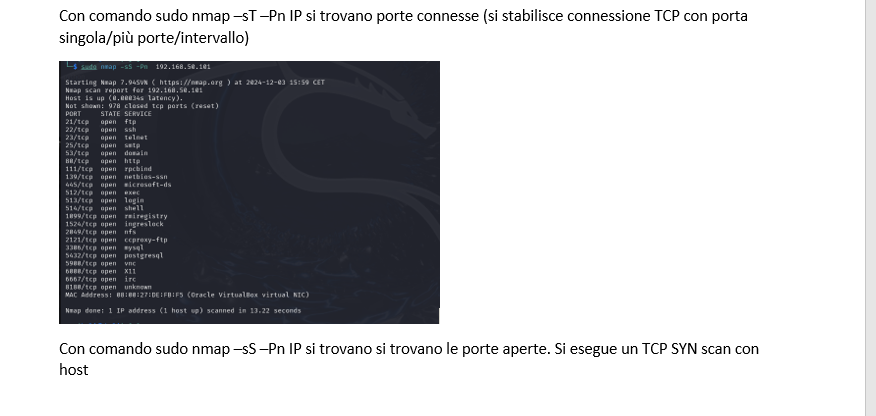 Con comando sudo nmap –sT –Pn IP si trovano porte connesse (si stabilisce connessione TCP con porta
singola/più porte/intervallo)
$ sudo nmap -sS -Pn 192.168.50.101
Starting Nmap 7.94SVN ( https://nmap.org ) at 2024-12-03 15:59 CET
Nmap scan report for 192.168.50.101
Host is up (0.00034s latency).
Not shown: 978 closed tcp ports (reset)
PORT STATE SERVICE
21/tcp open ftp
22/tcp open ssh
23/tcp open telnet
25/tcp open smtp
53/tcp open domain
80/tcp open http
111/tcp open rpcbind
139/tcp open netbios-ssn
445/tcp open microsoft-ds
512/tcp open exec
513/tcp open login
514/tcp open shell
1099/tcp open rmiregistry
1524/tcp open ingreslock
2049/tcp open nfs
2121/tcp open ccproxy-ftp
3306/tcp open mysql
5432/tcp open postgresql
5900/tcp open vnc
6000/tcp open X11
6667/tcp open irc
8180/tcp open unknown
MAC Address: 08:00:27:DE:FB:F5 (Oracle VirtualBox virtual NIC)
Nmap done: 1 IP address (1 host up) scanned in 13.22 seconds
Con comando sudo nmap –sS –Pn IP si trovano si trovano le porte aperte. Si esegue un TCP SYN scan con
host